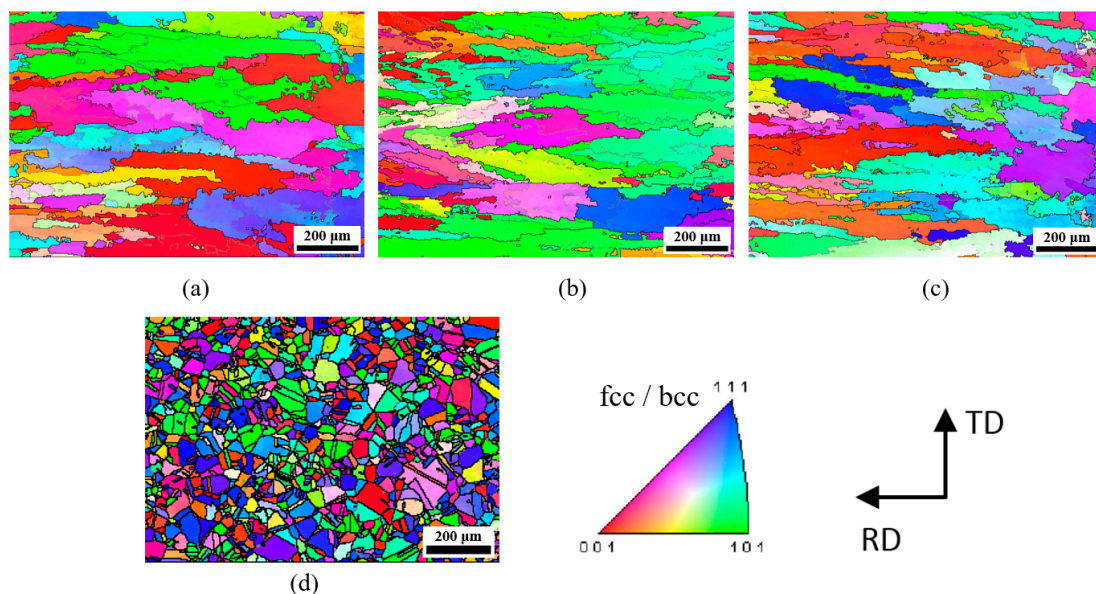 200 μm
200 μm
200 μm
(a)
(b)
(c)
200 μm
(d)
fcc / bcc
1 1 1
0 0 1
1 0 1
TD
RD